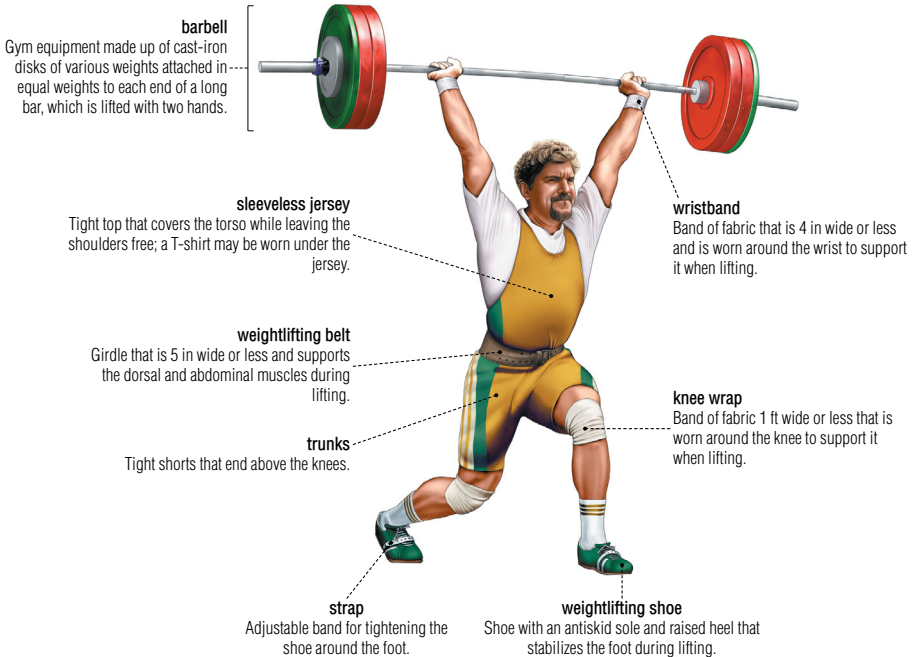 barbell
Gym equipment made up of cast-iron
disks of various weights attached in
equal weights to each end of a long
bar, which is lifted with two hands.
sleeveless jersey
Tight top that covers the torso while leaving the
shoulders free; a T-shirt may be worn under the
jersey.
wristband
Band of fabric that is 4 in wide or less
and is worn around the wrist to support
it when lifting.
weightlifting belt
Girdle that is 5 in wide or less and supports
the dorsal and abdominal muscles during
lifting.
knee wrap
Band of fabric 1 ft wide or less that is
worn around the knee to support it
when lifting.
trunks
Tight shorts that end above the knees.
strap
Adjustable band for tightening the
shoe around the foot.
weightlifting shoe
Shoe with an antiskid sole and raised heel that
stabilizes the foot during lifting.